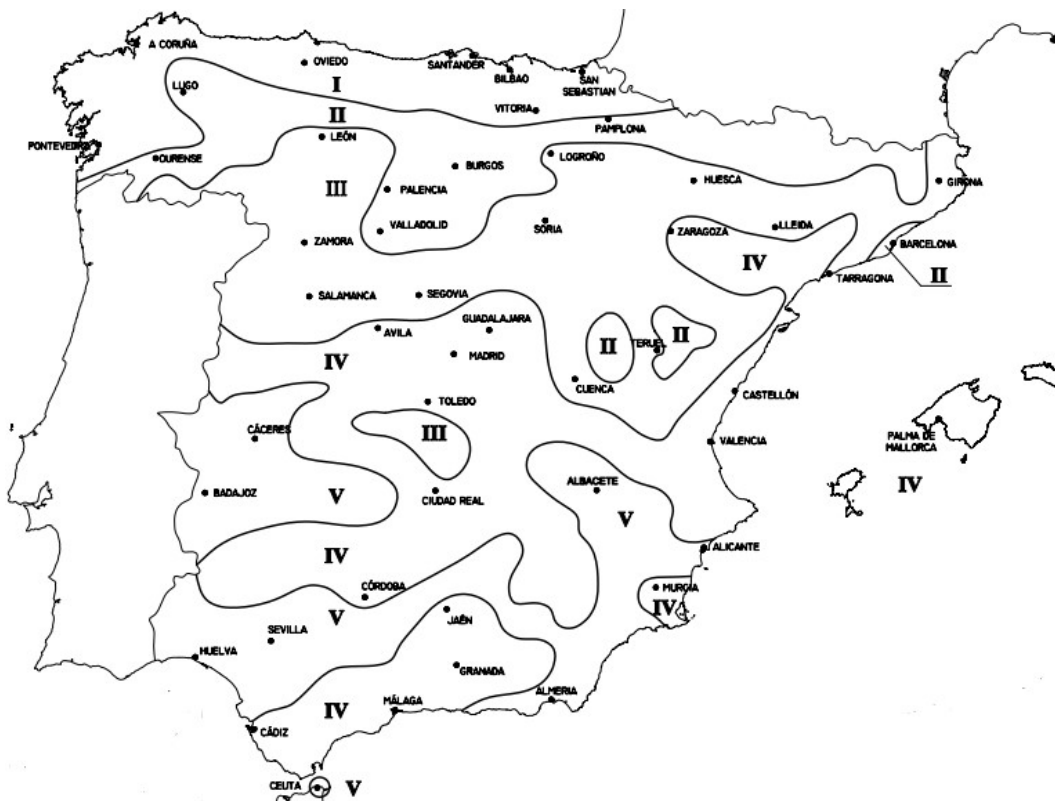 A CORUÑA
OVIEDO
SANTANDER
BILBAO
SAN
SEBASTIAN
LUGO
I
VITORIA
II
PAMPLONA
PONTEVEDRA
LEÓN
OURENSE
BURGOS
LOGROÑO
III
PALENCIA
HUESCA
GIRONA
VALLADOLID
SORIA
ZARAGOZA
LLEIDA
ZAMORA
BARCELONA
IV
TARRAGONA
II
SALAMANCA
SEGOVIA
GUADALAJARA
AVILA
II
TERUEL
II
IV
MADRID
CUENCA
CASTELLÓN
TOLEDO
CÁCERES
III
VALENCIA
PALMA DE
MALLORCA
IV
BADAJOZ
V
CIUDAD REAL
ALBACETE
V
IV
ALICANTE
CÓRDOBA
MURCIA
IV
V
JAÉN
SEVILLA
HUELVA
GRANADA
ALMERIA
MÁLAGA
IV
CÁDIZ
CEUTA
V